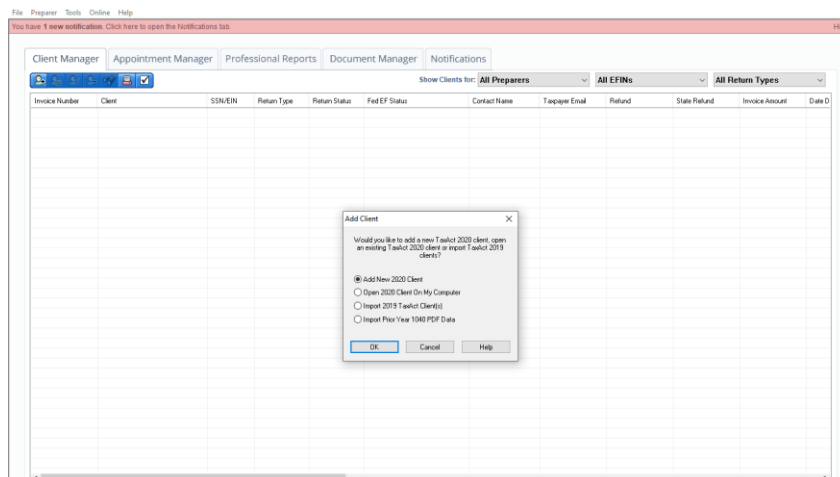 File Preparer Tools Online Help
You have 1 new notification. Click here to open the Notifications tab.
Client Manager Appointment Manager Professional Reports Document Manager Notifications
Show Clients for: All Preparers All EFINs All Return Types
Invoice Number Client SSN/EIN Return Type Return Status Fed EF Status Contact Name Taxpayer Email Refund State Refund Invoice Amount Date D
Add Client
Would you like to add a new TaxAct 2020 client, open
an existing TaxAct 2020 client or import TaxAct 2019
clients?
Add New 2020 Client
Open 2020 Client On My Computer
Import 2019 TaxAct Client(s)
Import Prior Year 1040 PDF Data
OK Cancel Help